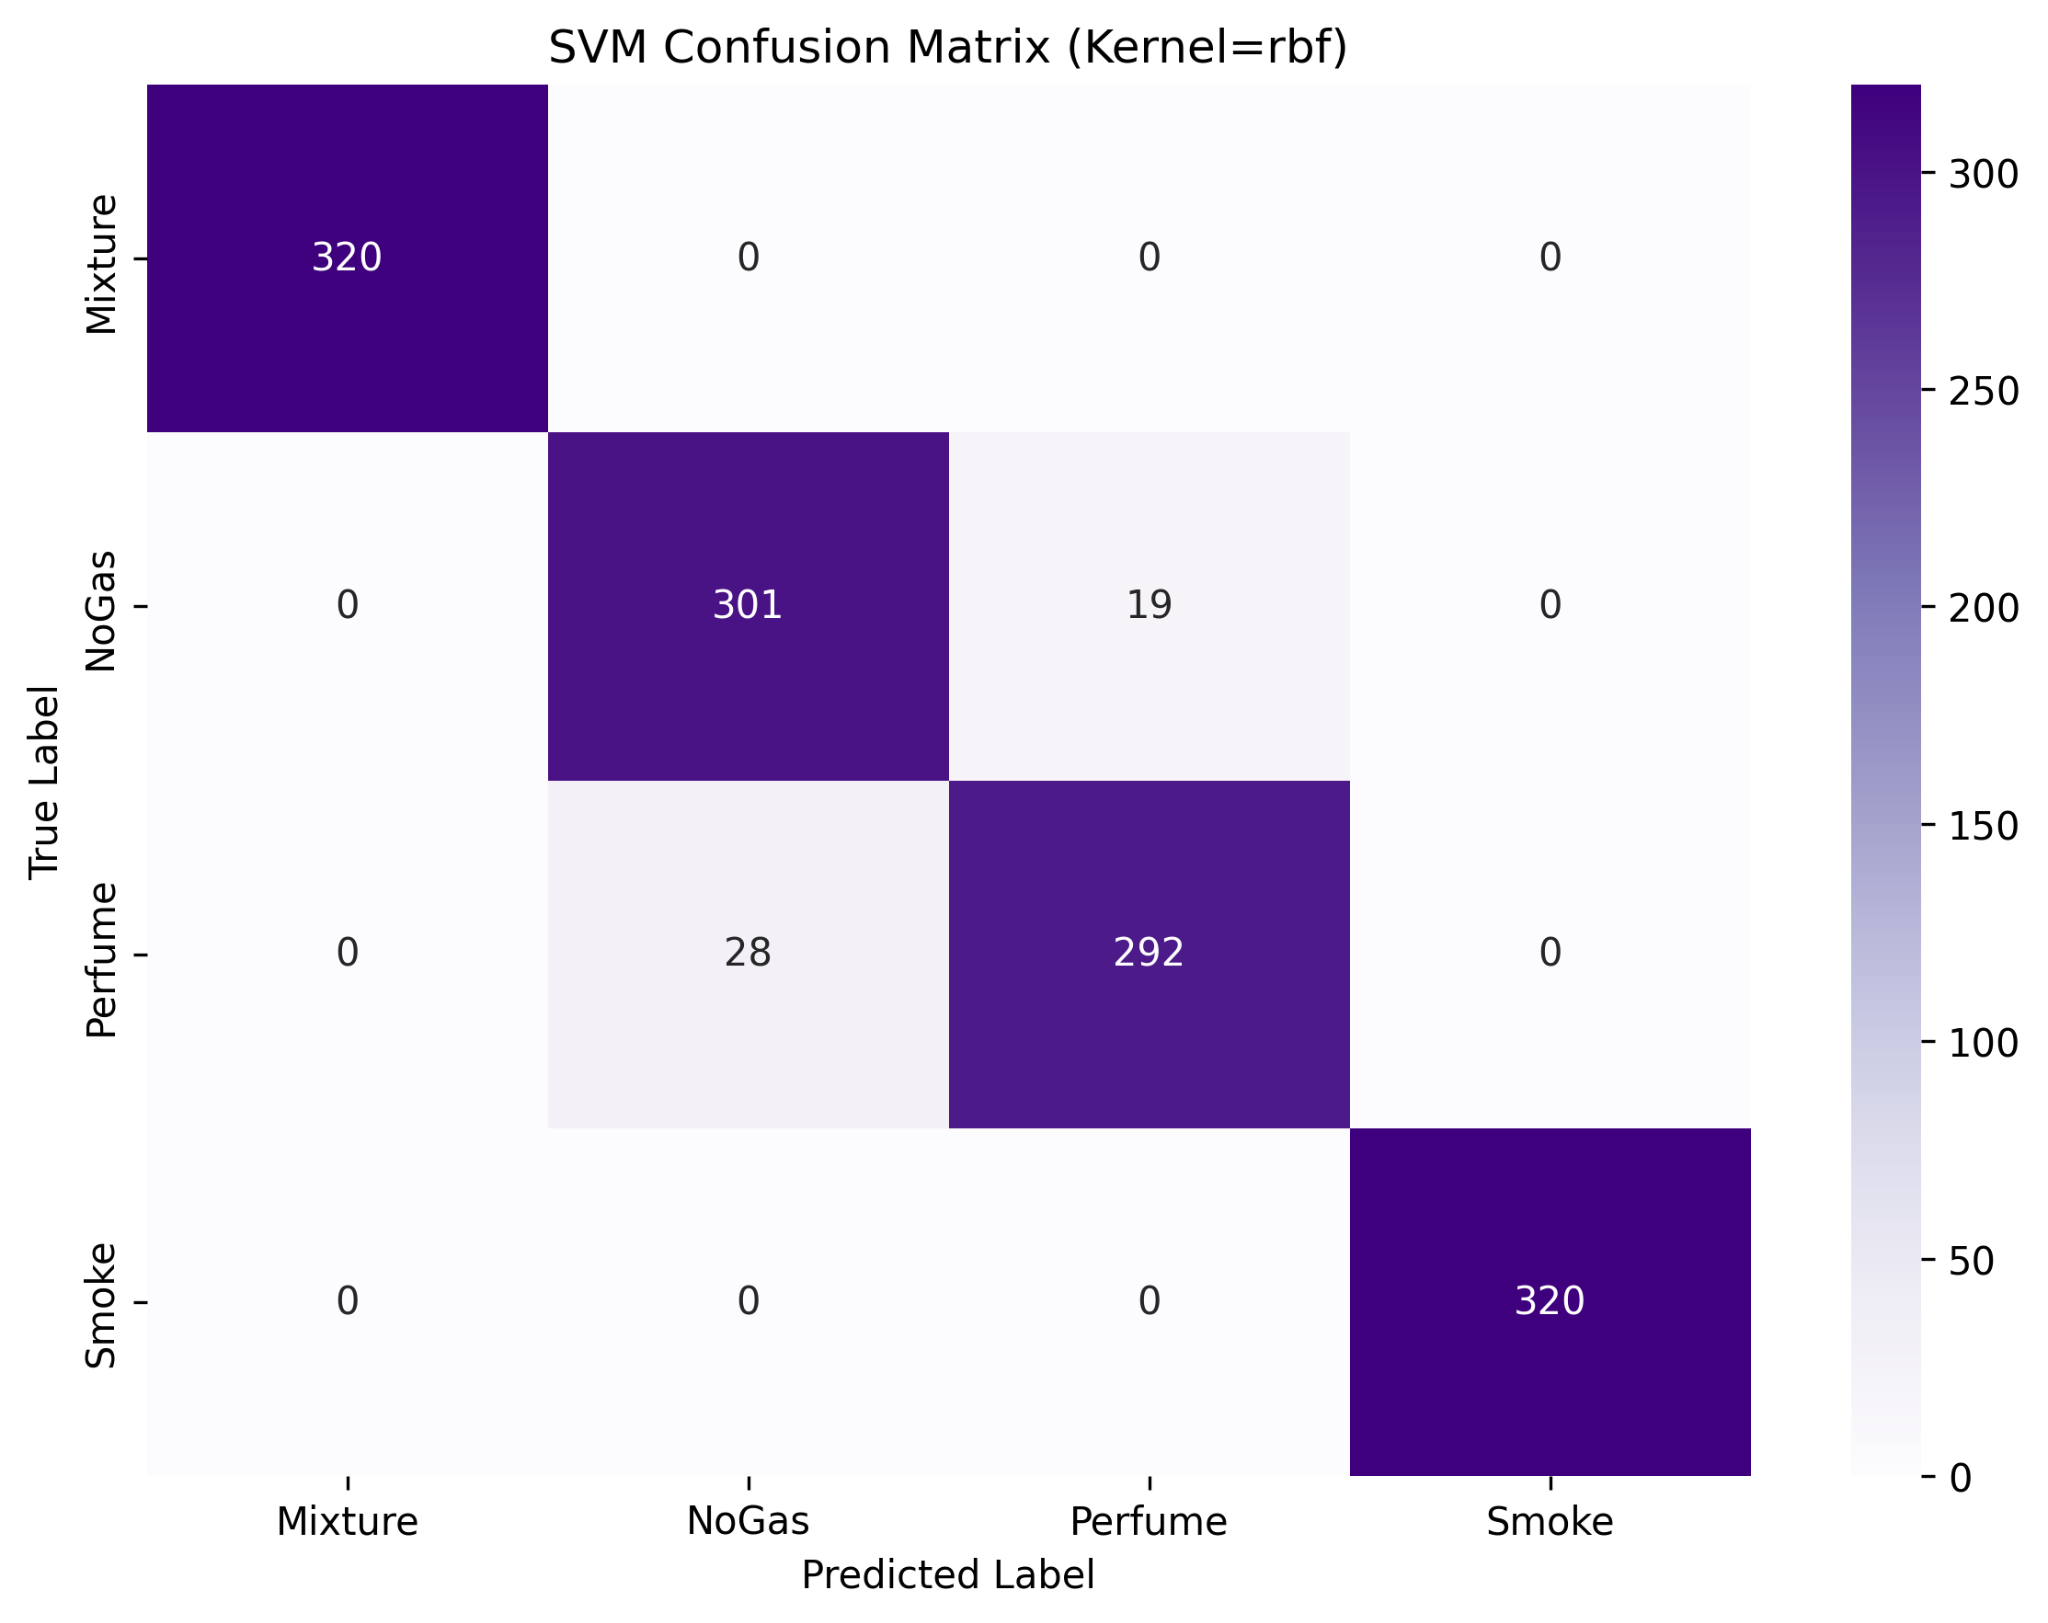 SVM Confusion Matrix (Kernel=rbf)
True Label
Mixture
320 0 0 0
NoGas
0 301 19 0
Perfume
0 28 292 0
Smoke
0 0 0 320
Mixture NoGas Perfume Smoke
Predicted Label
300
250
200
150
100
50
0